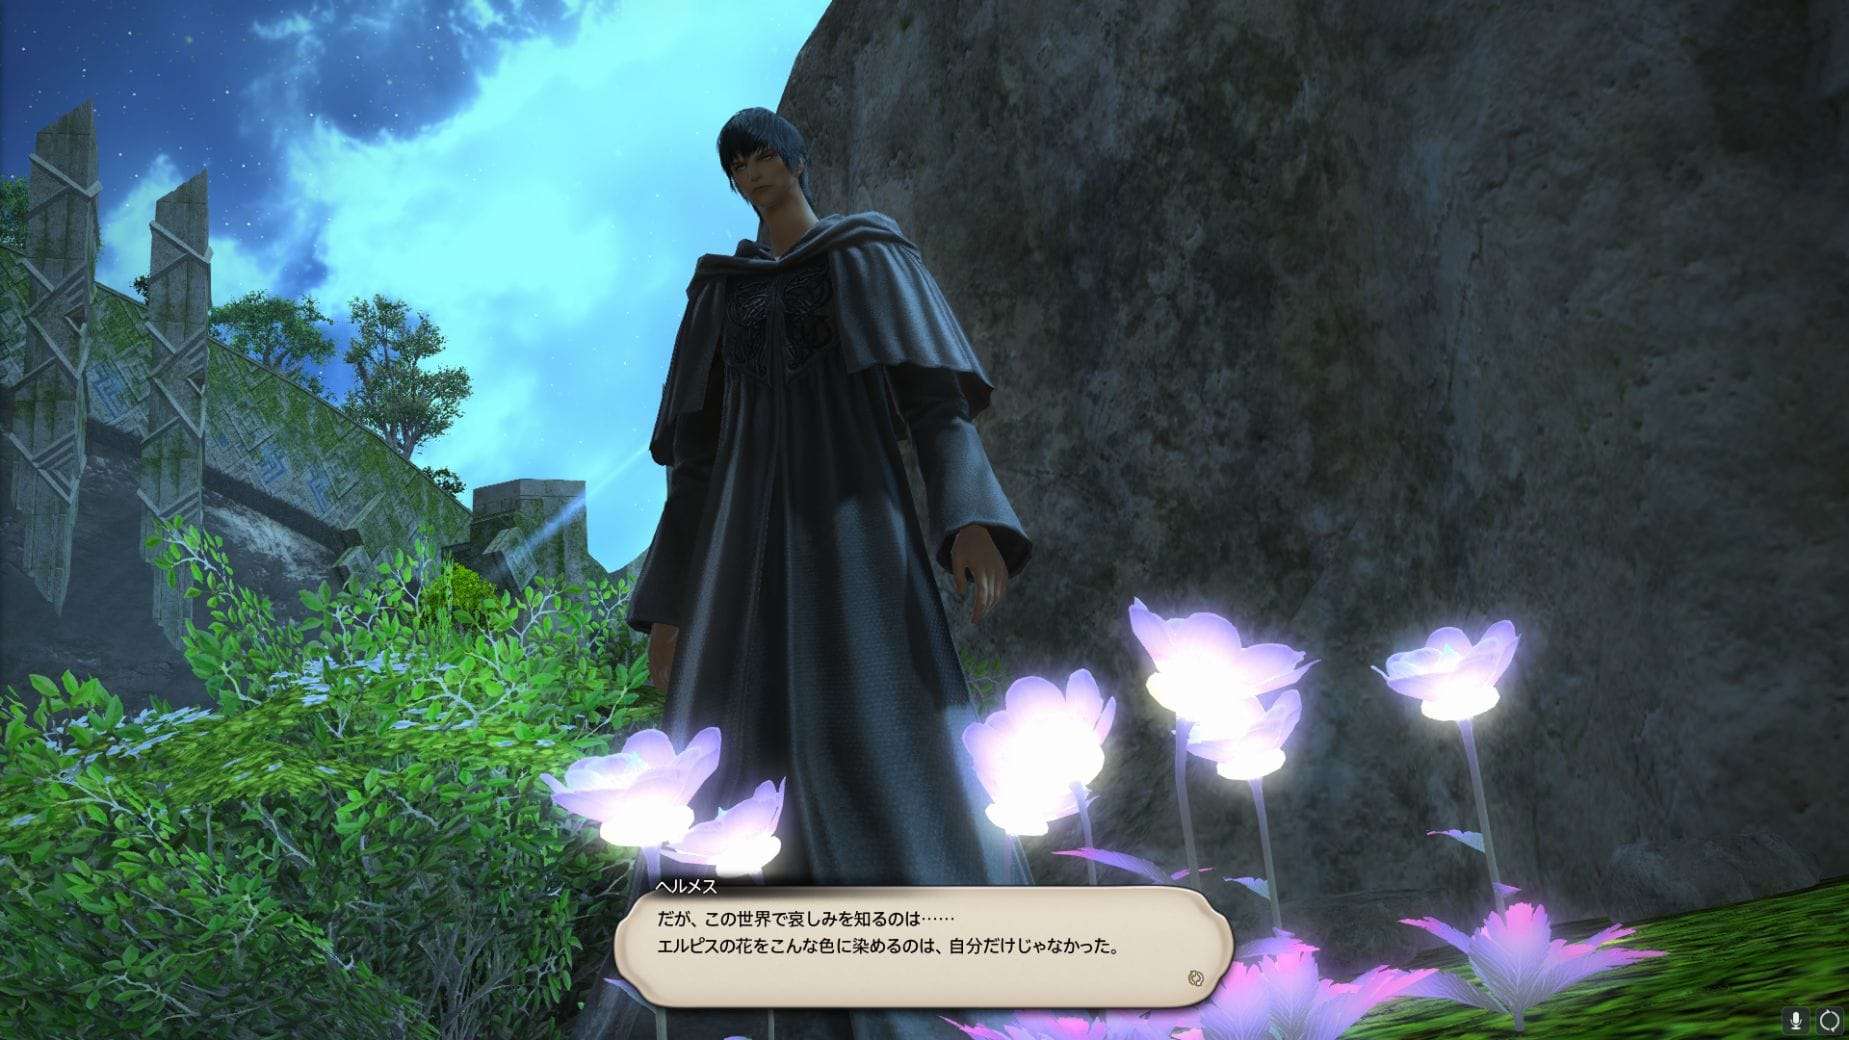 ヘルメス
だが、この世界で哀しみを知るのは……
エルピスの花をこんな色に染めるのは、自分だけじゃなかった。